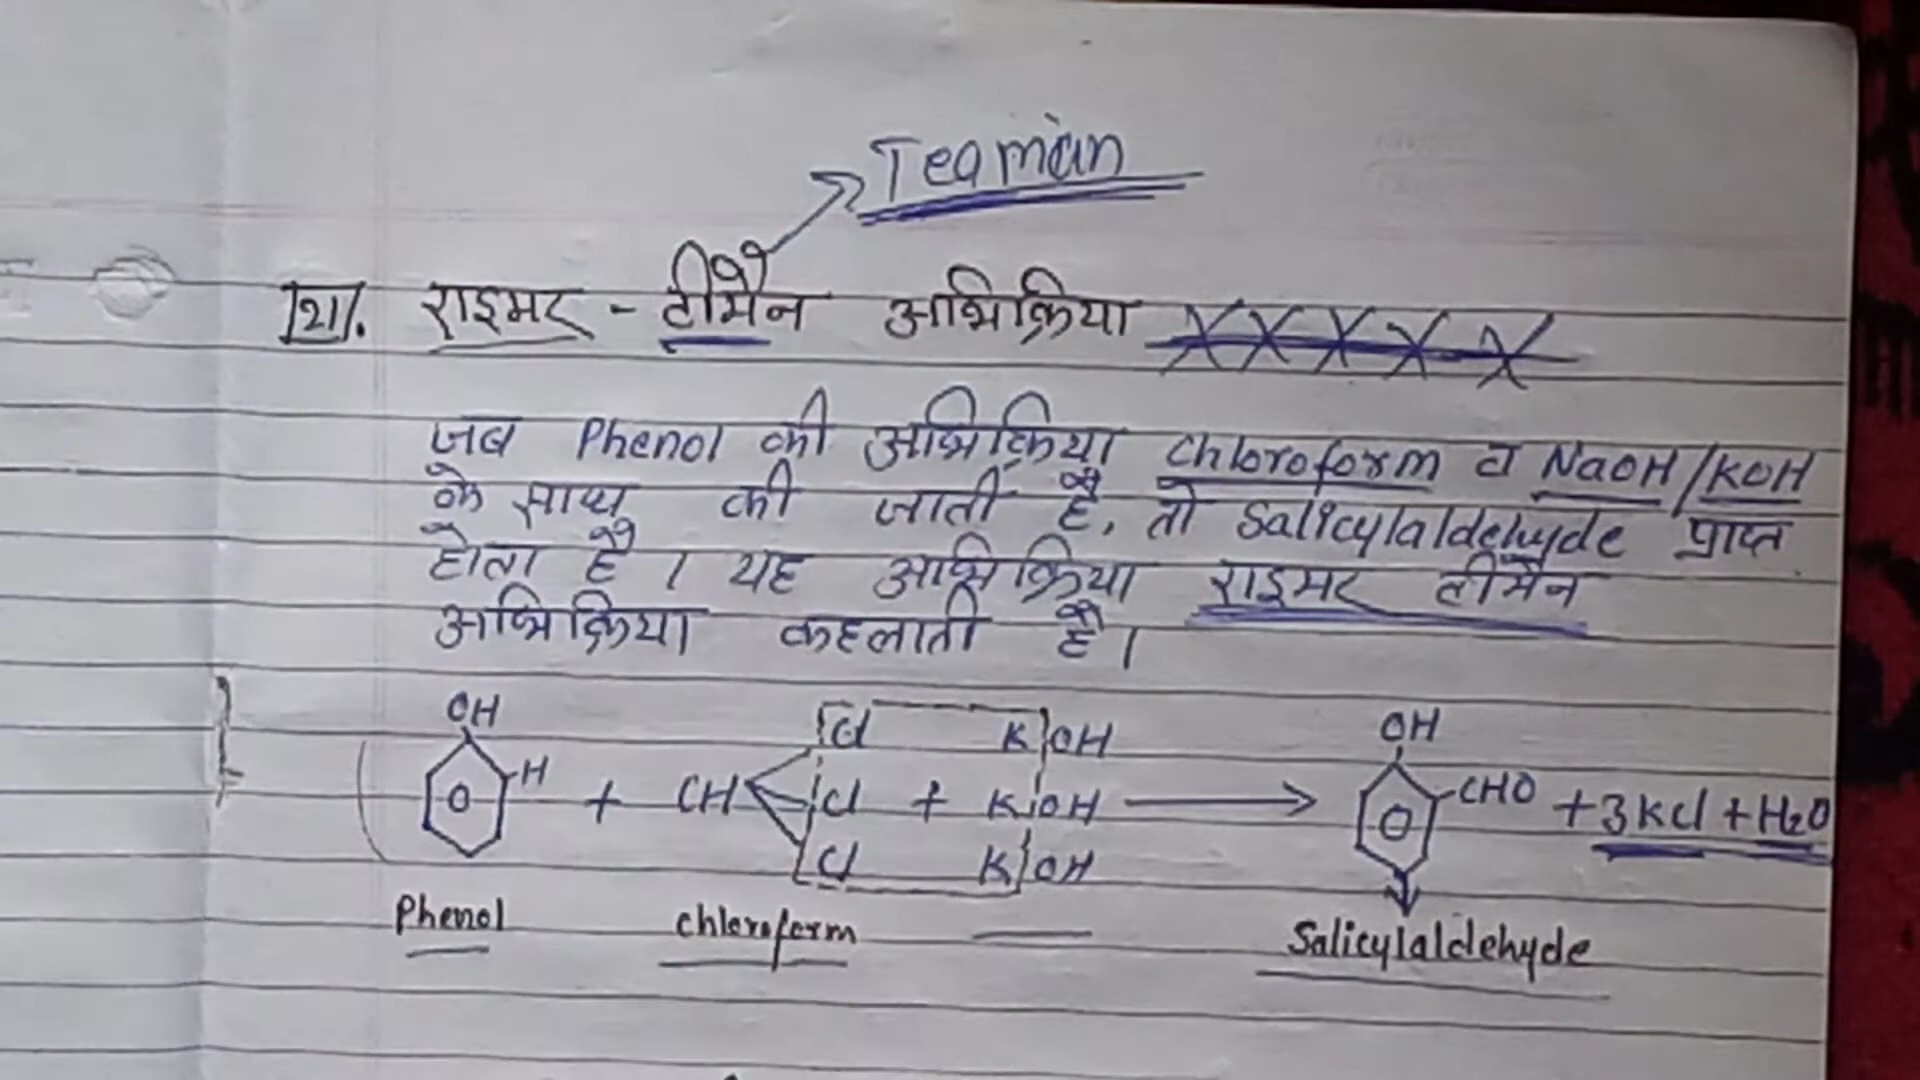 Teaman
21. राइमर - टीमैन अभिक्रिया XXXXX
जब Phenol की अभिक्रिया Chloroform व NaOH/KOH
के साथ की जाती है, तो Salicylaldehyde प्राप्त
होता है । यह अभिक्रिया राइमर टीमैन
अभिक्रिया कहलाती है ।
OH Cl K OH OH
H + CH Cl + K OH → CHO + 3KCl + H2O
Cl K OH
Phenol chloroform Salicylaldehyde